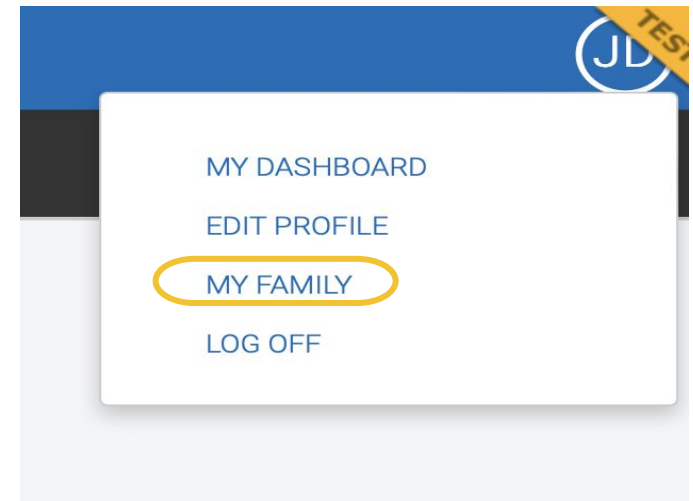 TEST
JD
MY DASHBOARD
EDIT PROFILE
MY FAMILY
LOG OFF